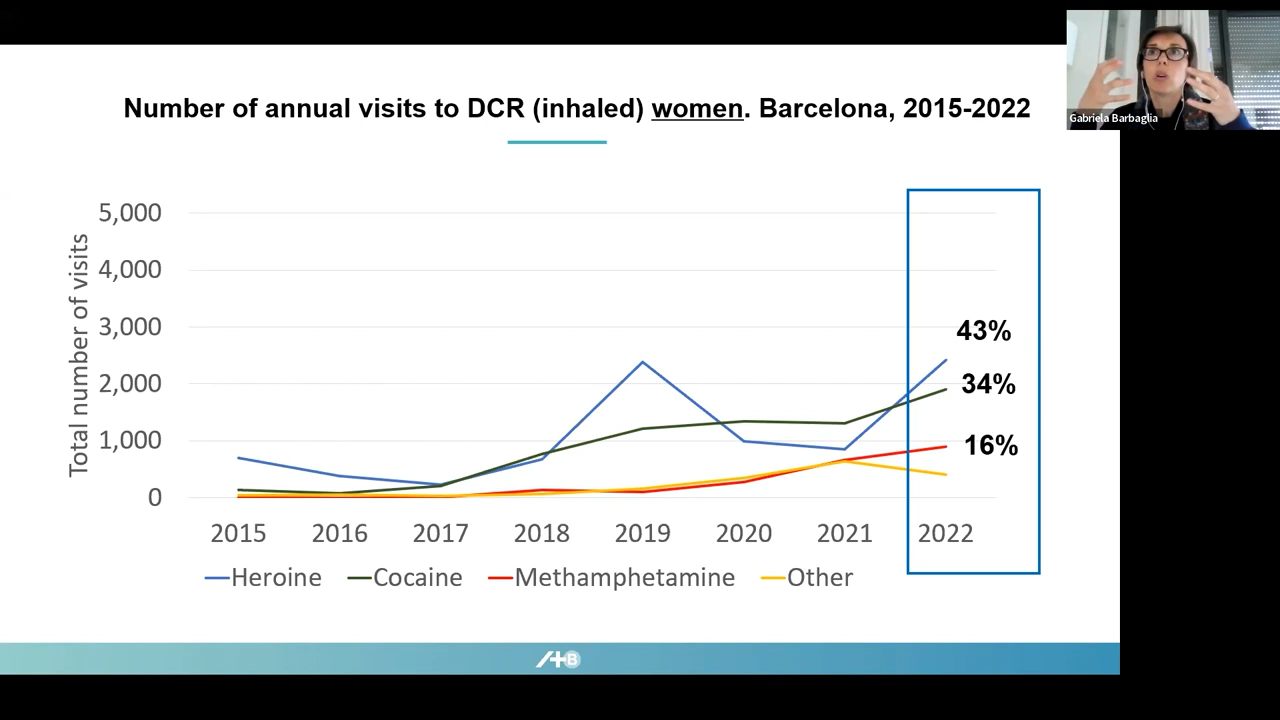 Number of annual visits to DCR (inhaled) women. Barcelona, 2015-2022
Gabriela Barbaglia
Total number of visits
5,000
4,000
3,000
2,000
1,000
0
43%
34%
16%
2015 2016 2017 2018 2019 2020 2021 2022
Heroine Cocaine Methamphetamine Other
A+B